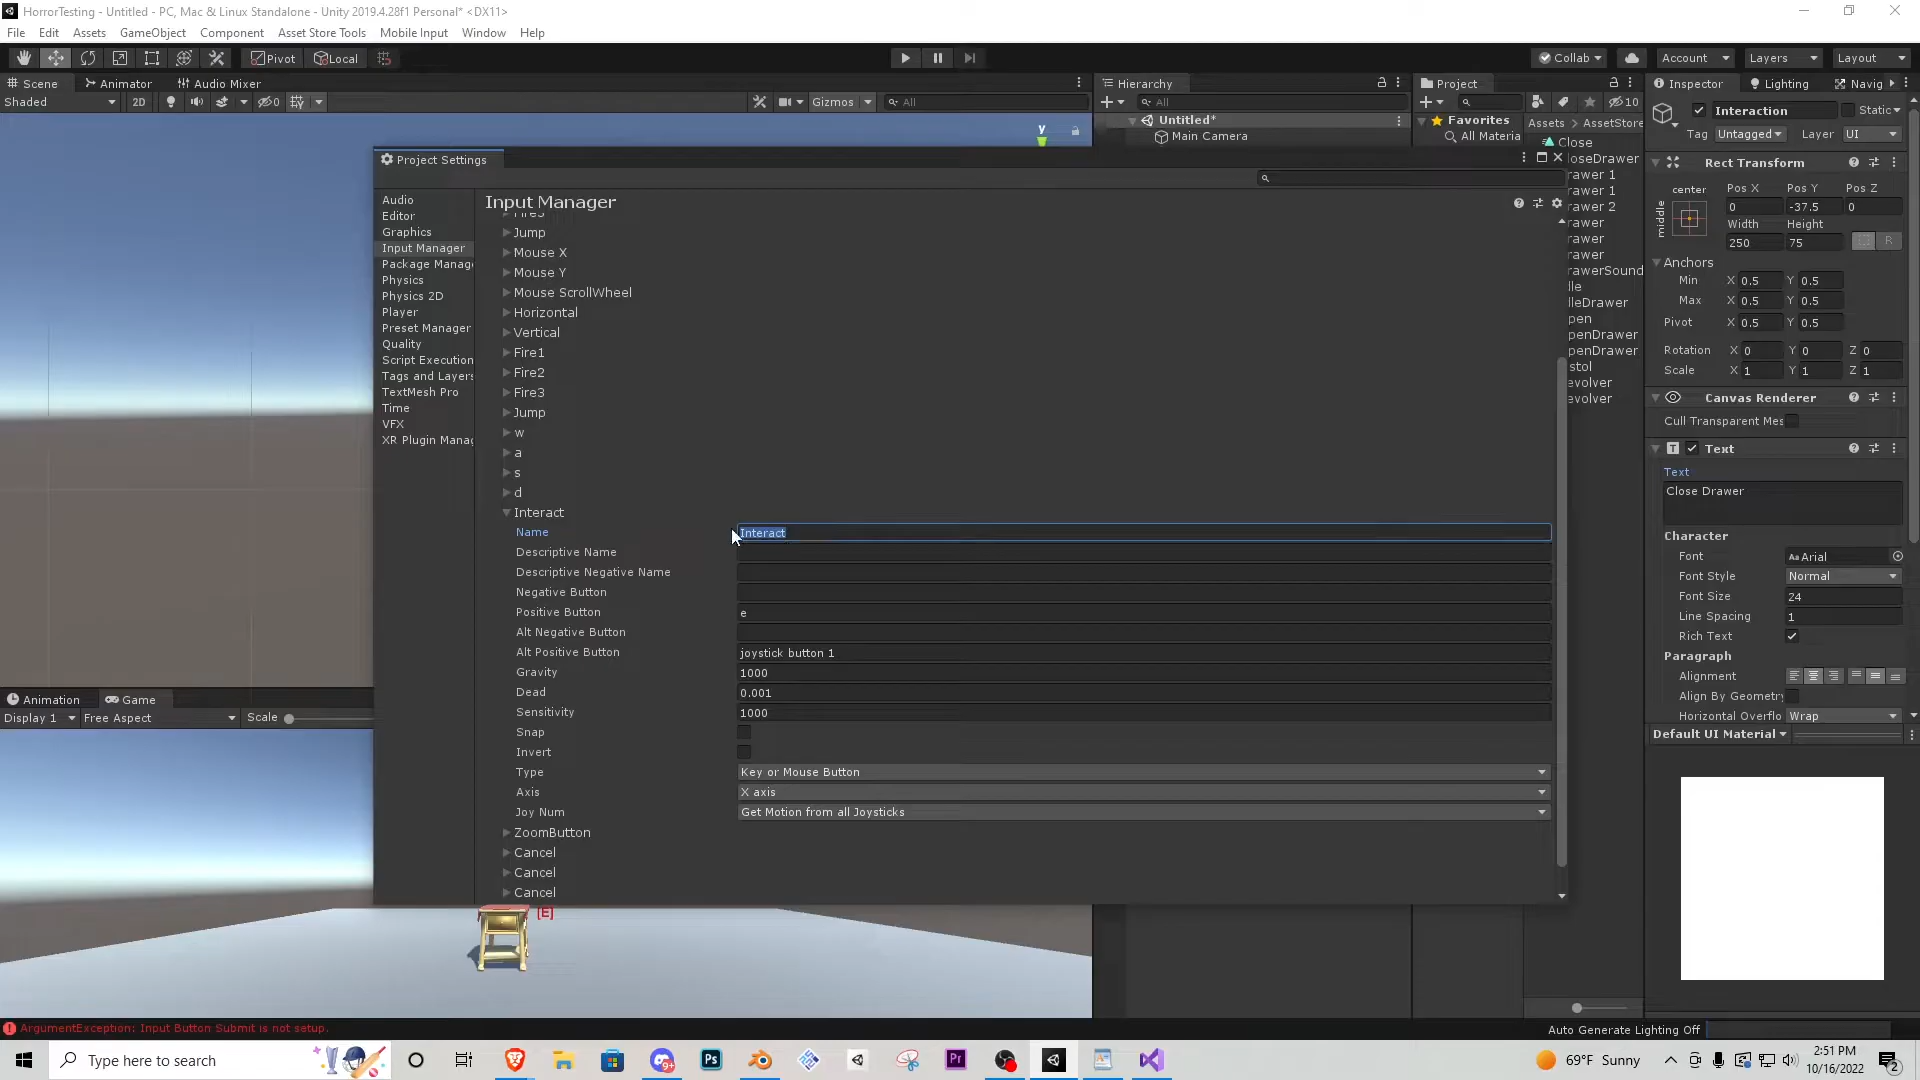 HorrorTesting - Untitled - PC, Mac & Linux Standalone - Unity 2019.4.28f1 Personal* <DX11>
File Edit Assets GameObject Component Asset Store Tools Mobile Input Window Help
Pivot Local Collab Account Layers Layout
Scene Animator Audio Mixer Hierarchy Project Inspector Lighting Navig
Shaded 2D 0 Gizmos All All 10
Interaction Static
Untitled* Favorites Assets > AssetStore
Tag Untagged Layer UI
Main Camera All Materia Close
y
Project Settings
loseDrawer
rawer 1
rawer 1
rawer 2
rawer
rawer
rawer
rawerSound
dle
dleDrawer
pen
penDrawer
penDrawer
istol
evolver
evolver
Audio
Editor
Graphics
Input Manager
Package Manag
Physics
Physics 2D
Player
Preset Manager
Quality
Script Execution
Tags and Layers
TextMesh Pro
Time
VFX
XR Plugin Manag
Input Manager
Fire3
Jump
Mouse X
Mouse Y
Mouse ScrollWheel
Horizontal
Vertical
Fire1
Fire2
Fire3
Jump
w
a
s
d
Interact
Name Interact
Descriptive Name
Descriptive Negative Name
Negative Button
Positive Button e
Alt Negative Button
Alt Positive Button joystick button 1
Gravity 1000
Dead 0.001
Sensitivity 1000
Snap
Invert
Type Key or Mouse Button
Axis X axis
Joy Num Get Motion from all Joysticks
ZoomButton
Cancel
Cancel
Cancel
Rect Transform
center Pos X Pos Y Pos Z
middle 0 -37.5 0
Width Height
250 75 R
Anchors
Min X 0.5 Y 0.5
Max X 0.5 Y 0.5
Pivot X 0.5 Y 0.5
Rotation X 0 Y 0 Z 0
Scale X 1 Y 1 Z 1
Canvas Renderer
Cull Transparent Mes
T Text
Text
Close Drawer
Character
Font Aa Arial
Font Style Normal
Font Size 24
Line Spacing 1
Rich Text
Paragraph
Alignment
Align By Geometry
Horizontal Overflo Wrap
Default UI Material
Animation Game
Display 1 Free Aspect Scale
[E]
ArgumentException: Input Button Submit is not setup.
Auto Generate Lighting Off
Type here to search
9+
Ps
Pr
69°F Sunny
2:51 PM
10/16/2022
2